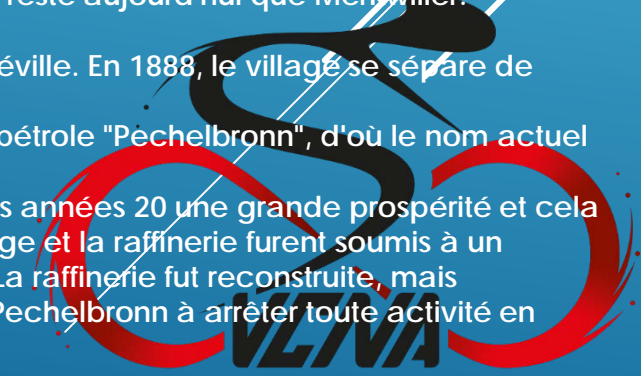 reste aujourd'hui que Merkwiller.
éville. En 1888, le village se sépare de
pétrole "Pechelbronn", d'où le nom actuel
s années 20 une grande prospérité et cela
ge et la raffinerie furent soumis à un
La raffinerie fut reconstruite, mais
Pechelbronn à arrêter toute activité en
VCNA